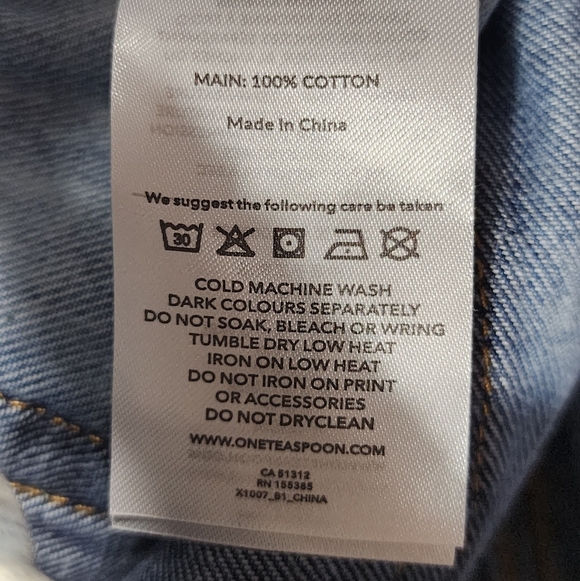 MAIN: 100% COTTON
Made in China
We suggest the following care be taken
30
COLD MACHINE WASH
DARK COLOURS SEPARATELY
DO NOT SOAK, BLEACH OR WRING
TUMBLE DRY LOW HEAT
IRON ON LOW HEAT
DO NOT IRON ON PRINT
OR ACCESSORIES
DO NOT DRYCLEAN
WWW.ONETEASPOON.COM
CA 51312
RN 155385
X1007_81_CHINA